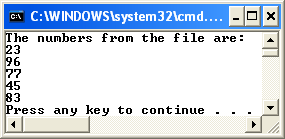 C:\WINDOWS\system32\cmd....
The numbers from the file are:
23
96
77
45
83
Press any key to continue . . .